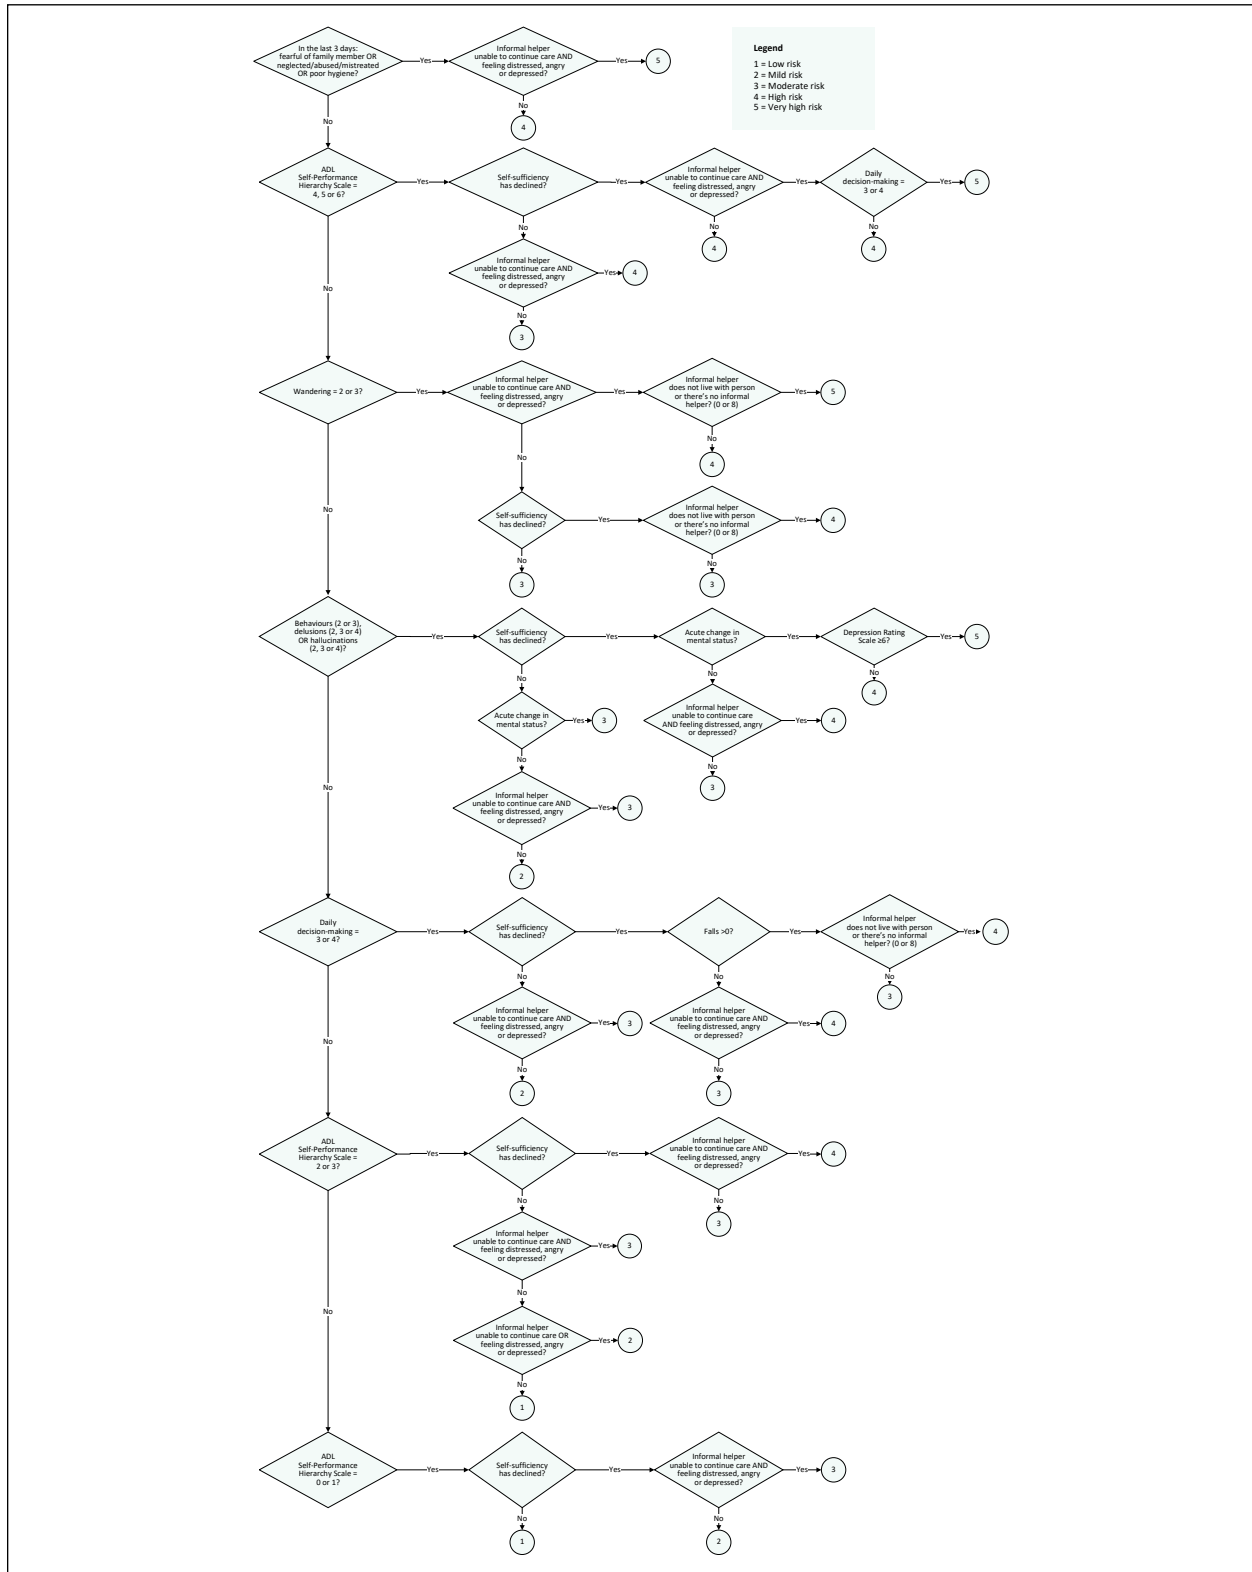 In the last 3 days:
fearful of family member OR
neglected/abused/mistreated
OR poor hygiene?
Yes
Informal helper
unable to continue care AND
feeling distressed, angry
or depressed?
Yes
5
No
4
Legend
1 = Low risk
2 = Mild risk
3 = Moderate risk
4 = High risk
5 = Very high risk
No
ADL
Self-Performance
Hierarchy Scale =
4, 5 or 6?
Yes
Self-sufficiency
has declined?
Yes
Informal helper
unable to continue care AND
feeling distressed, angry
or depressed?
Yes
Daily
decision-making =
3 or 4
Yes
5
No
4
No
4
No
Informal helper
unable to continue care AND
feeling distressed, angry
or depressed?
Yes
4
No
3
No
Wandering = 2 or 3?
Yes
Informal helper
unable to continue care AND
feeling distressed, angry
or depressed?
Yes
Informal helper
does not live with person
or there's no informal
helper? (0 or 8)
Yes
5
No
4
No
Self-sufficiency
has declined?
Yes
Informal helper
does not live with person
or there's no informal
helper? (0 or 8)
Yes
4
No
3
No
3
No
Behaviours (2 or 3),
delusions (2, 3 or 4)
OR hallucinations
(2, 3 or 4)?
Yes
Self-sufficiency
has declined?
Yes
Acute change in
mental status?
Yes
Depression Rating
Scale ≥6?
Yes
5
No
4
No
Informal helper
unable to continue care
AND feeling distressed, angry
or depressed?
Yes
4
No
3
No
Acute change in
mental status?
Yes
3
No
Informal helper
unable to continue care AND
feeling distressed, angry
or depressed?
Yes
3
No
2
No
Daily
decision-making =
3 or 4?
Yes
Self-sufficiency
has declined?
Yes
Falls >0?
Yes
Informal helper
does not live with person
or there's no informal
helper? (0 or 8)
Yes
4
No
3
No
Informal helper
unable to continue care AND
feeling distressed, angry
or depressed?
Yes
3
No
2
No
Informal helper
unable to continue care AND
feeling distressed, angry
or depressed?
Yes
4
No
3
No
ADL
Self-Performance
Hierarchy Scale =
2 or 3?
Yes
Self-sufficiency
has declined?
Yes
Informal helper
unable to continue care AND
feeling distressed, angry
or depressed?
Yes
4
No
3
No
Informal helper
unable to continue care AND
feeling distressed, angry
or depressed?
Yes
3
No
Informal helper
unable to continue care OR
feeling distressed, angry
or depressed?
Yes
2
No
1
No
ADL
Self-Performance
Hierarchy Scale =
0 or 1?
Yes
Self-sufficiency
has declined?
Yes
Informal helper
unable to continue care AND
feeling distressed, angry
or depressed?
Yes
3
No
1
No
2